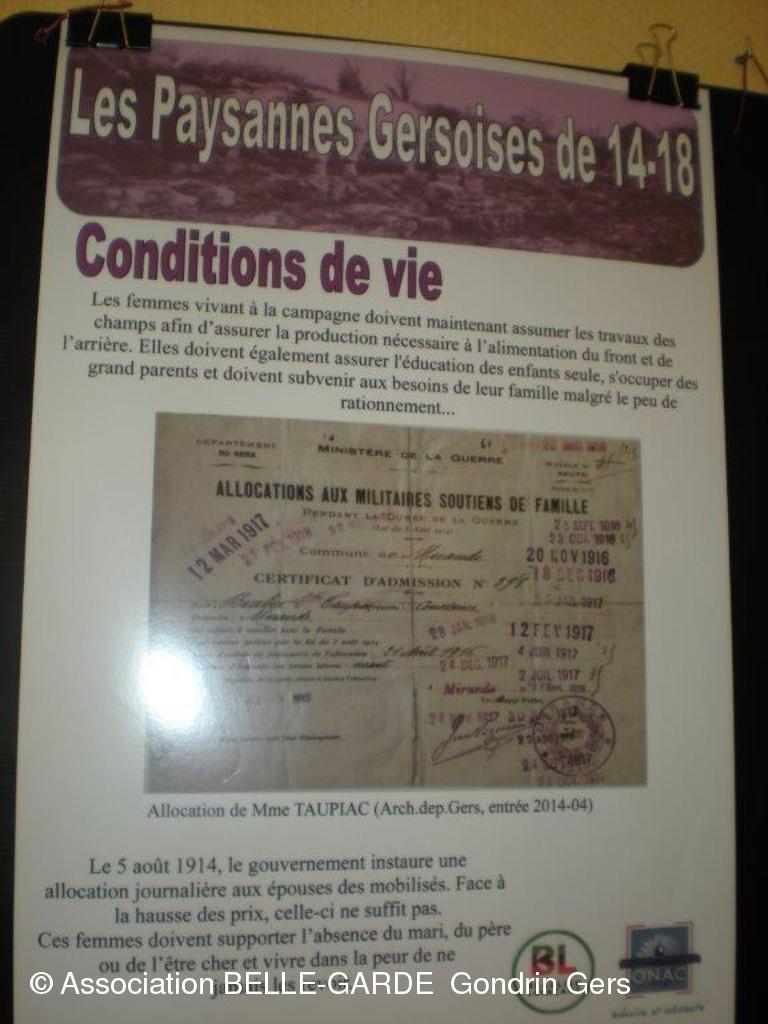 Les Paysannes Gersoises de 14-18
Conditions de vie
Les femmes vivant à la campagne doivent maintenant assumer les travaux des
champs afin d'assurer la production nécessaire à l'alimentation du front et de
l'arrière. Elles doivent également assurer l'éducation des enfants seule, s'occuper des
grand parents et doivent subvenir aux besoins de leur famille malgré le peu de
rationnement...
DÉPARTEMENT
DU GERS
MINISTÈRE DE LA GUERRE
ALLOCATIONS AUX MILITAIRES SOUTIENS DE FAMILLE
PENDANT LA DURÉE DE LA GUERRE
12 MAR 1917
25 SEPT 1916
Commune de Mirande
20 NOV 1916
CERTIFICAT D'ADMISSION N°
18 DEC 1916
12 FEV 1917
4 JUIN 1917
24 DEC 1917
2 JUIL 1917
Mirande
Allocation de Mme TAUPIAC (Arch.dep.Gers, entrée 2014-04)
Le 5 août 1914, le gouvernement instaure une
allocation journalière aux épouses des mobilisés. Face à
la hausse des prix, celle-ci ne suffit pas.
Ces femmes doivent supporter l'absence du mari, du père
ou de l'être cher et vivre dans la peur de ne
BL
ONAC
© Association BELLE-GARDE Gondrin Gers